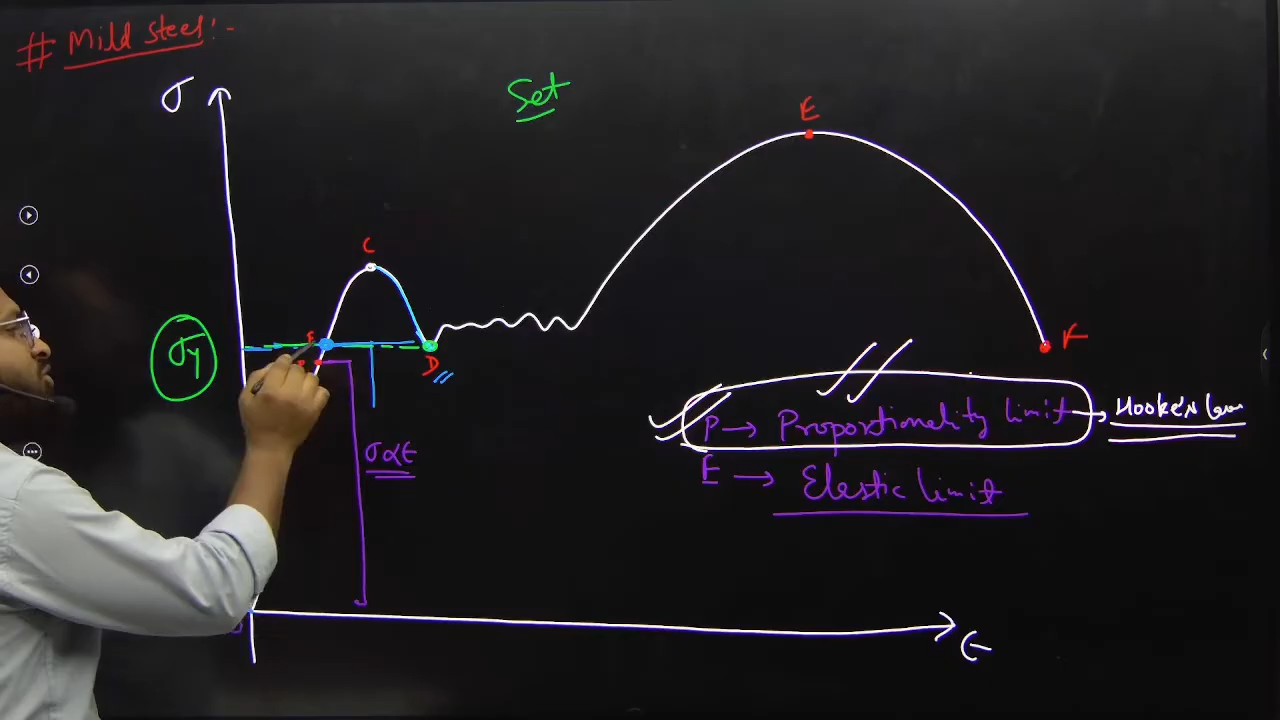 # Mild steel:-
σ
Set
E
C
σy
D
F
σ α ϵ
P → Proportionality limit → Hooke's law
E → Elastic limit
ϵ